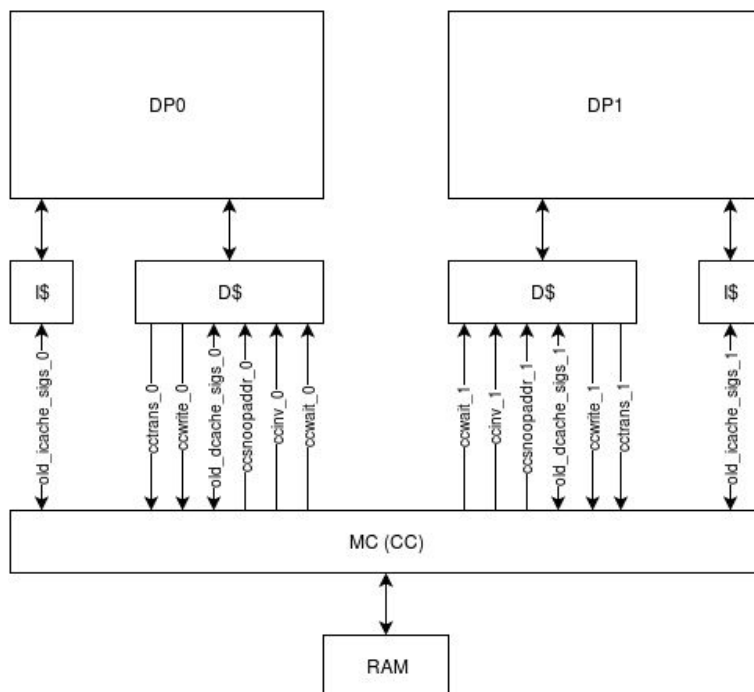 DP0
DP1
I$
D$
D$
I$
old_icache_sigs_0
cctrans_0
ccwrite_0
old_dcache_sigs_0
ccsnoopaddr_0
ccinv_0
ccwait_0
ccwait_1
ccinv_1
ccsnoopaddr_1
old_dcache_sigs_1
ccwrite_1
cctrans_1
old_icache_sigs_1
MC (CC)
RAM